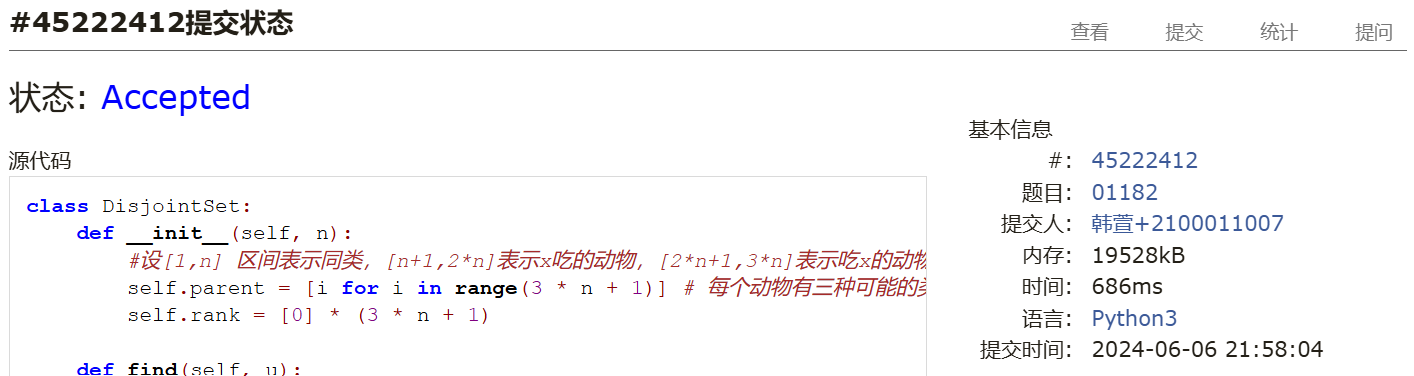 #45222412提交状态
查看 提交 统计 提问
状态: Accepted
源代码
class DisjointSet:
def __init__(self, n):
#设[1,n] 区间表示同类，[n+1,2*n]表示x吃的动物，[2*n+1,3*n]表示吃x的动物
self.parent = [i for i in range(3 * n + 1)] # 每个动物有三种可能的类
self.rank = [0] * (3 * n + 1)
def find(self, u):
基本信息
#: 45222412
题目: 01182
提交人: 韩萱+2100011007
内存: 19528kB
时间: 686ms
语言: Python3
提交时间: 2024-06-06 21:58:04